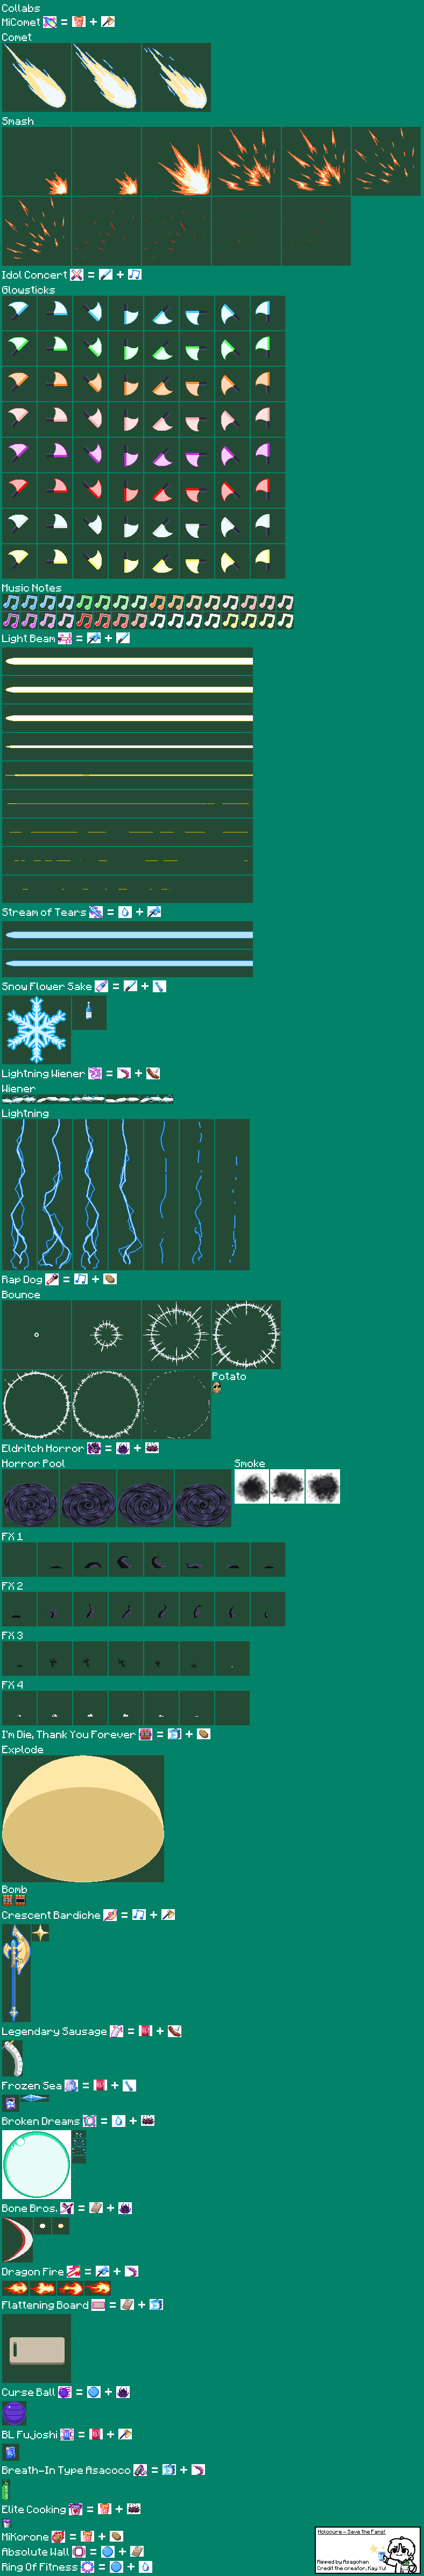 Collabs
MiComet = +
Comet
Smash
Idol Concert = +
Glowsticks
Music Notes
Light Beam = +
Stream of Tears = +
Snow Flower Sake = +
Lightning Wiener = +
Wiener
Lightning
Rap Dog = +
Bounce
Potato
Eldritch Horror = +
Horror Pool
Smoke
FX 1
FX 2
FX 3
FX 4
I'm Die, Thank You Forever = +
Explode
Bomb
Crescent Bardiche = +
Legendary Sausage = +
Frozen Sea = +
Broken Dreams = +
Bone Bros. = +
Dragon Fire = +
Flattening Board = +
Curse Ball = +
BL Fujoshi = +
Breath-In Type Asacoco = +
Elite Cooking = +
MiKorone = +
Absolute Wall = +
Ring Of Fitness = +
Holocure - Save the Fans!
Ripped by Asagohan
Credit the creator, Kay Yu!